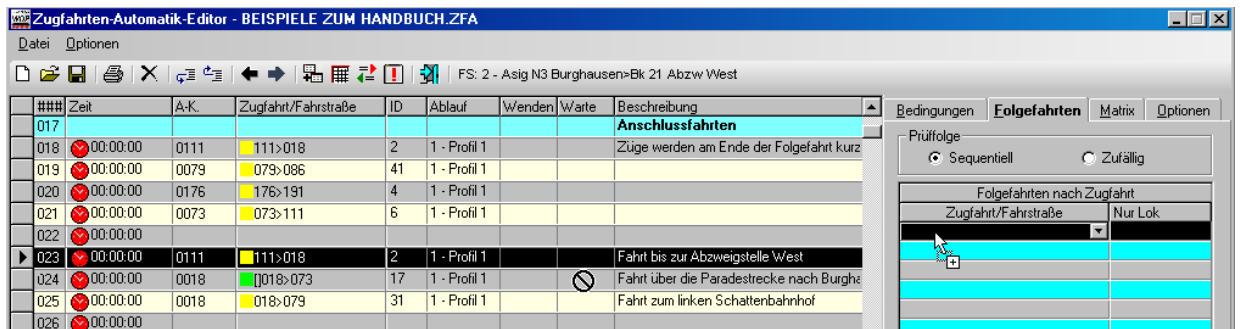 Zugfahrten-Automatik-Editor - BEISPIELE ZUM HANDBUCH.ZFA
Datei Optionen
FS: 2 - Asig N3 Burghausen>Bk 21 Abzw West
### Zeit A-K. Zugfahrt/Fahrstraße ID Ablauf Wenden Warte Beschreibung
017 Anschlussfahrten
018 00:00:00 0111 111>018 2 1 - Profil 1 Züge werden am Ende der Folgefahrt kurz
019 00:00:00 0079 079>086 41 1 - Profil 1
020 00:00:00 0176 176>191 4 1 - Profil 1
021 00:00:00 0073 073>111 6 1 - Profil 1
022 00:00:00
023 00:00:00 0111 111>018 2 1 - Profil 1 Fahrt bis zur Abzweigstelle West
024 00:00:00 0018 []018>073 17 1 - Profil 1 Fahrt über die Paradestrecke nach Burgha
025 00:00:00 0018 018>079 31 1 - Profil 1 Fahrt zum linken Schattenbahnhof
026 00:00:00
Bedingungen Folgefahrten Matrix Optionen
Prüffolge
Sequentiell Zufällig
Folgefahrten nach Zugfahrt
Zugfahrt/Fahrstraße Nur Lok